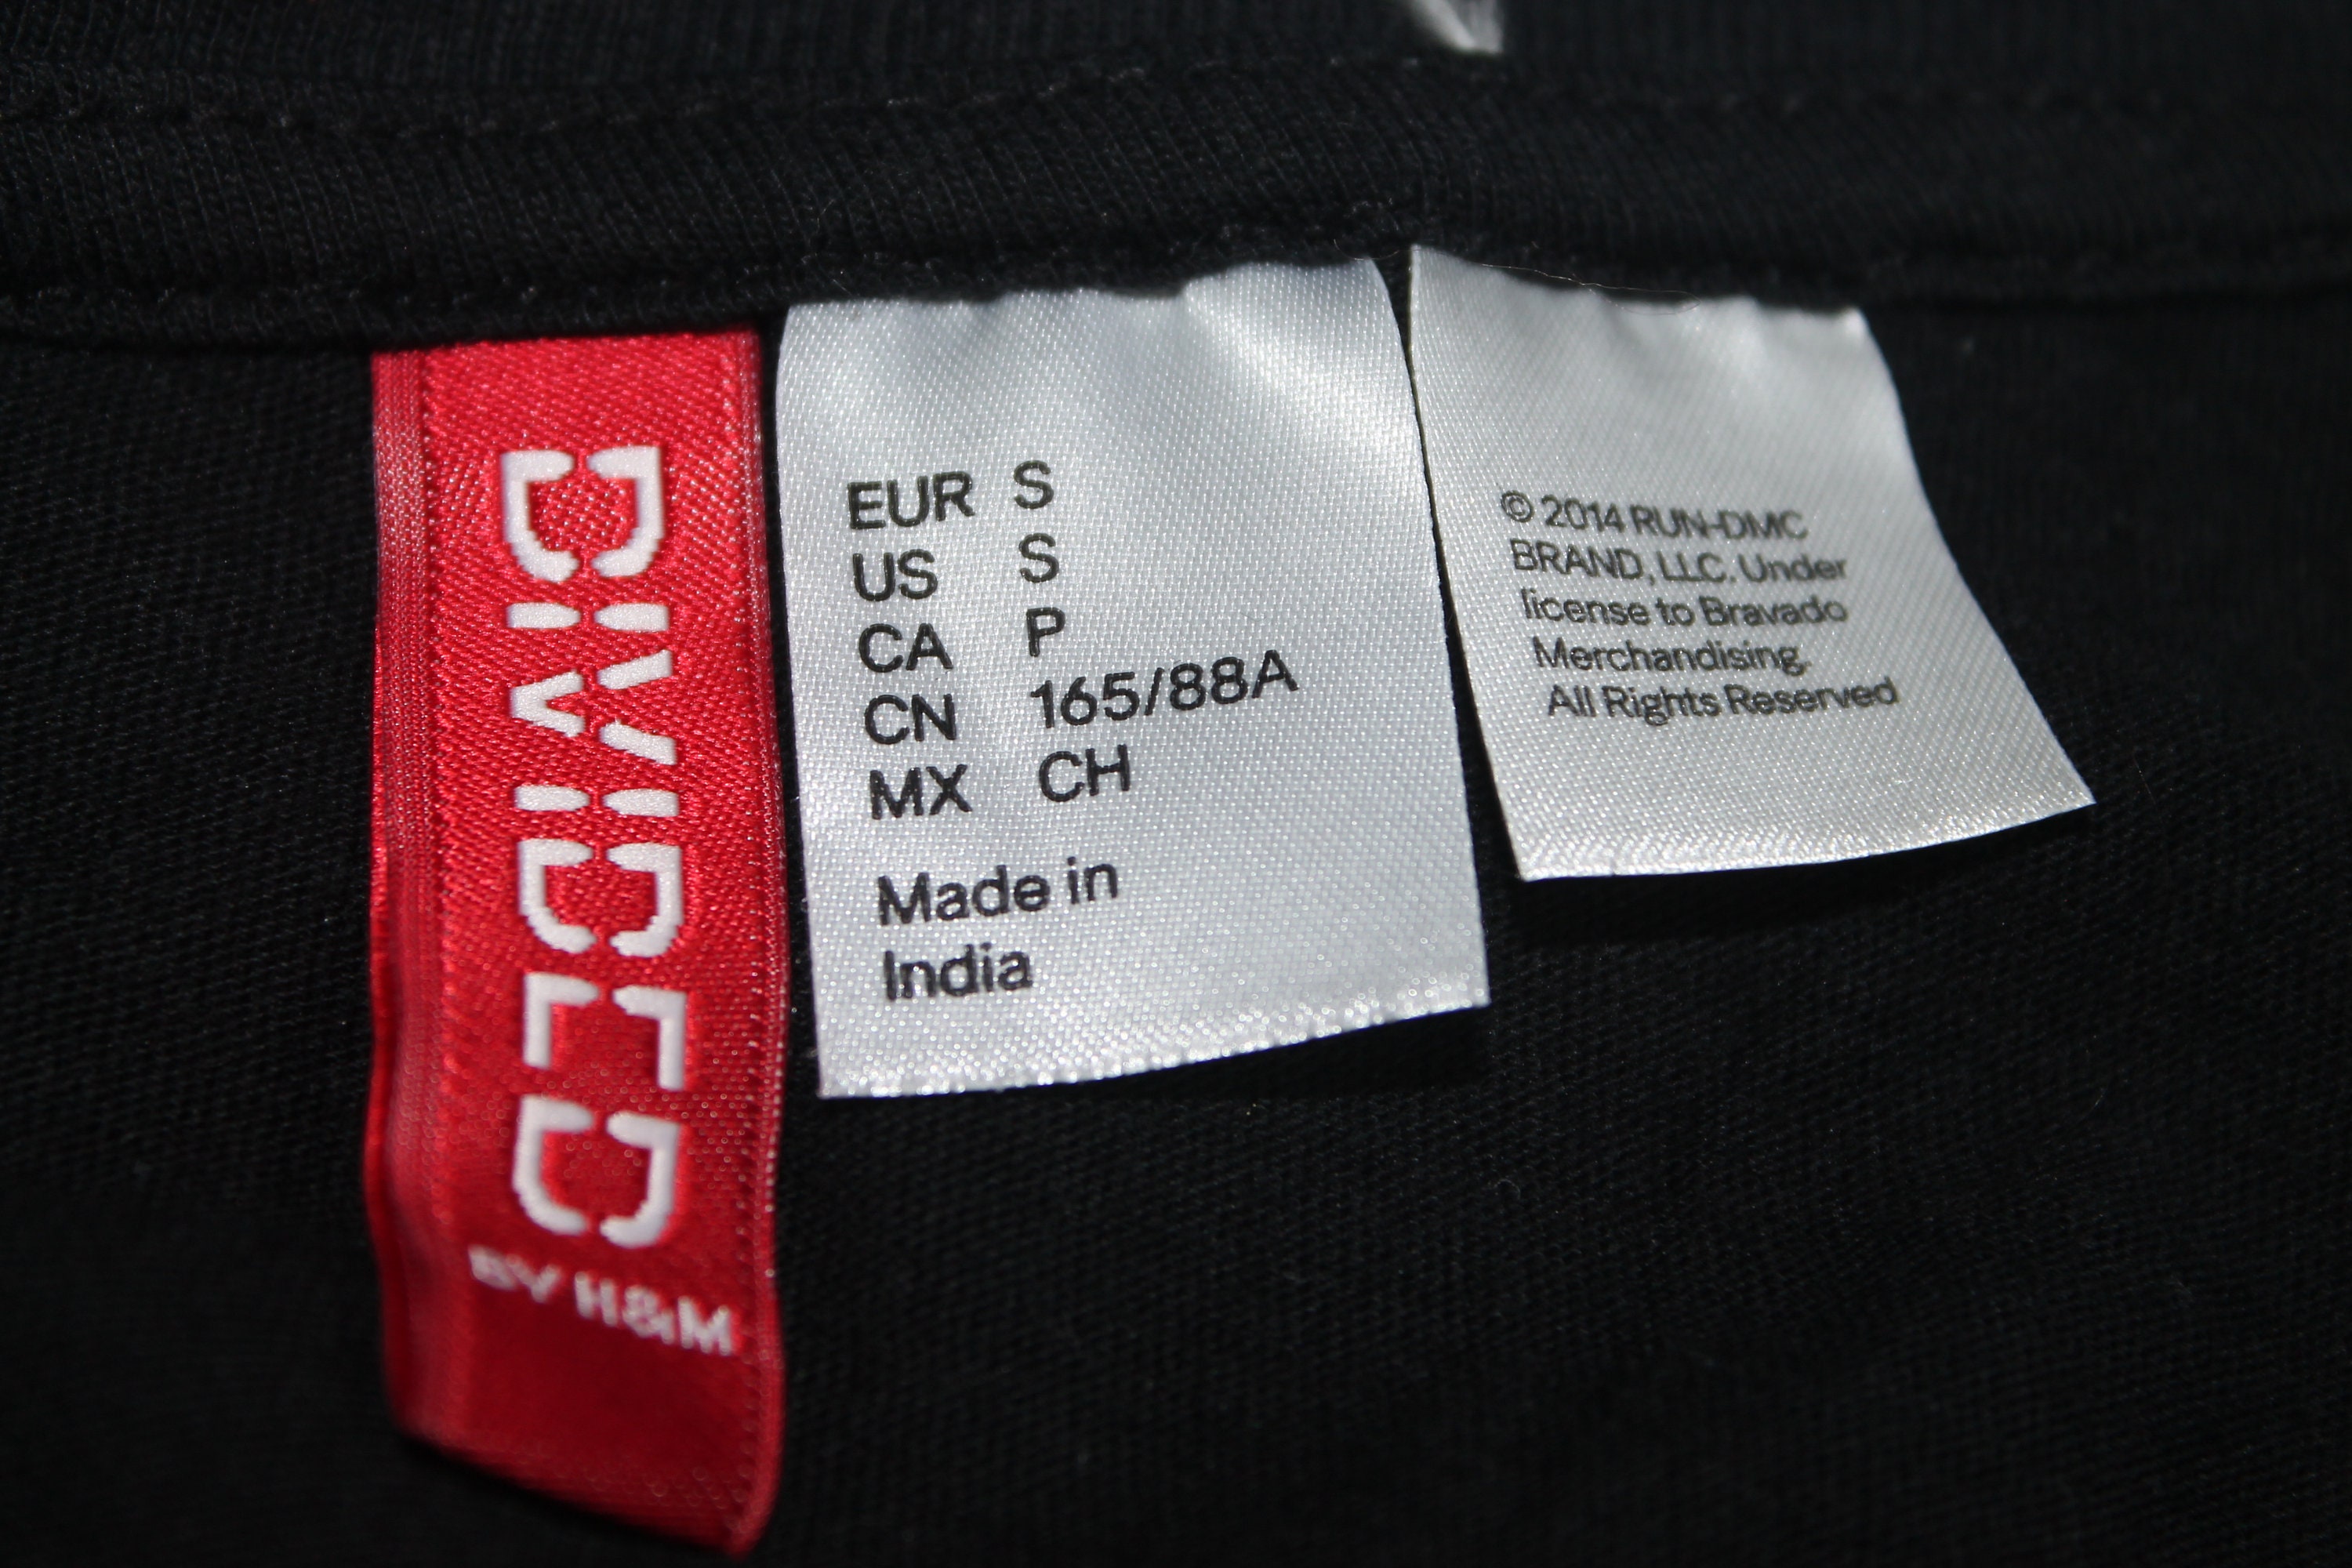 DIVIDED
BY H&M
EUR S
US S
CA P
CN 165/88A
MX CH
Made in
India
© 2014 RUN-DMC
BRAND, LLC. Under
license to Bravado
Merchandising.
All Rights Reserved